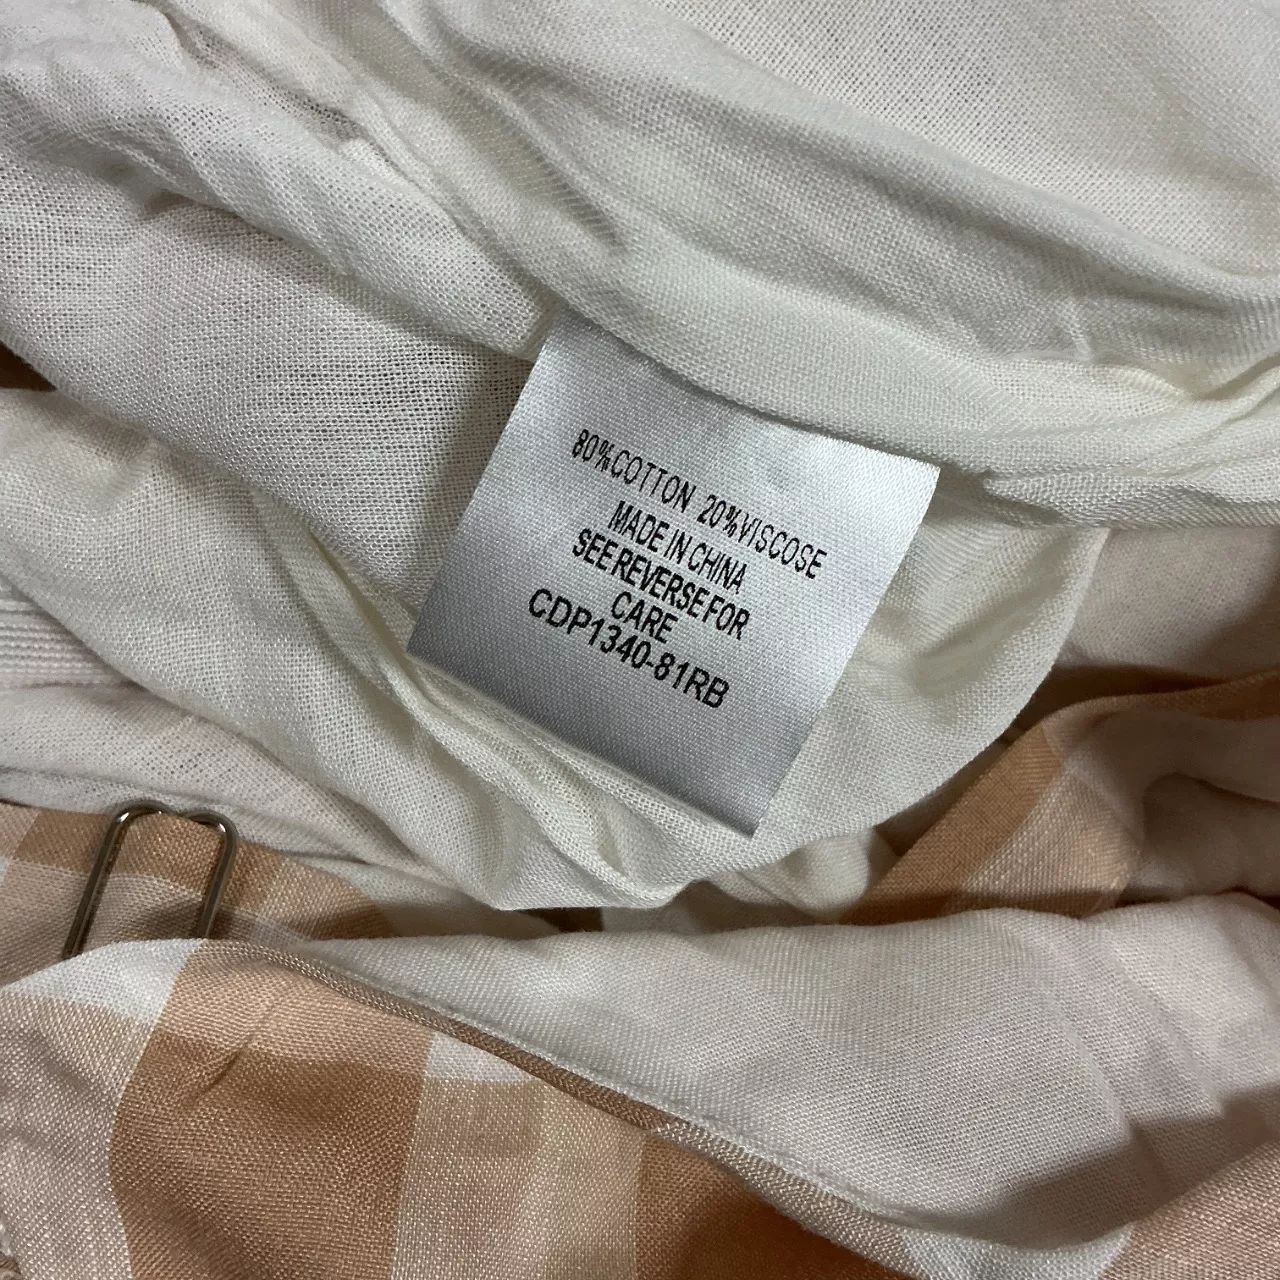 80%COTTON 20%VISCOSE
MADE IN CHINA
SEE REVERSE FOR
CARE
CDP1340-81RB